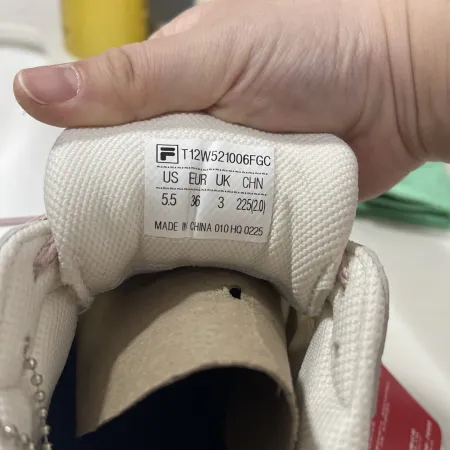 F T12W521006FGC
US EUR UK CHN
5.5 36 3 225(2.0)
MADE IN CHINA 010 HQ 0225